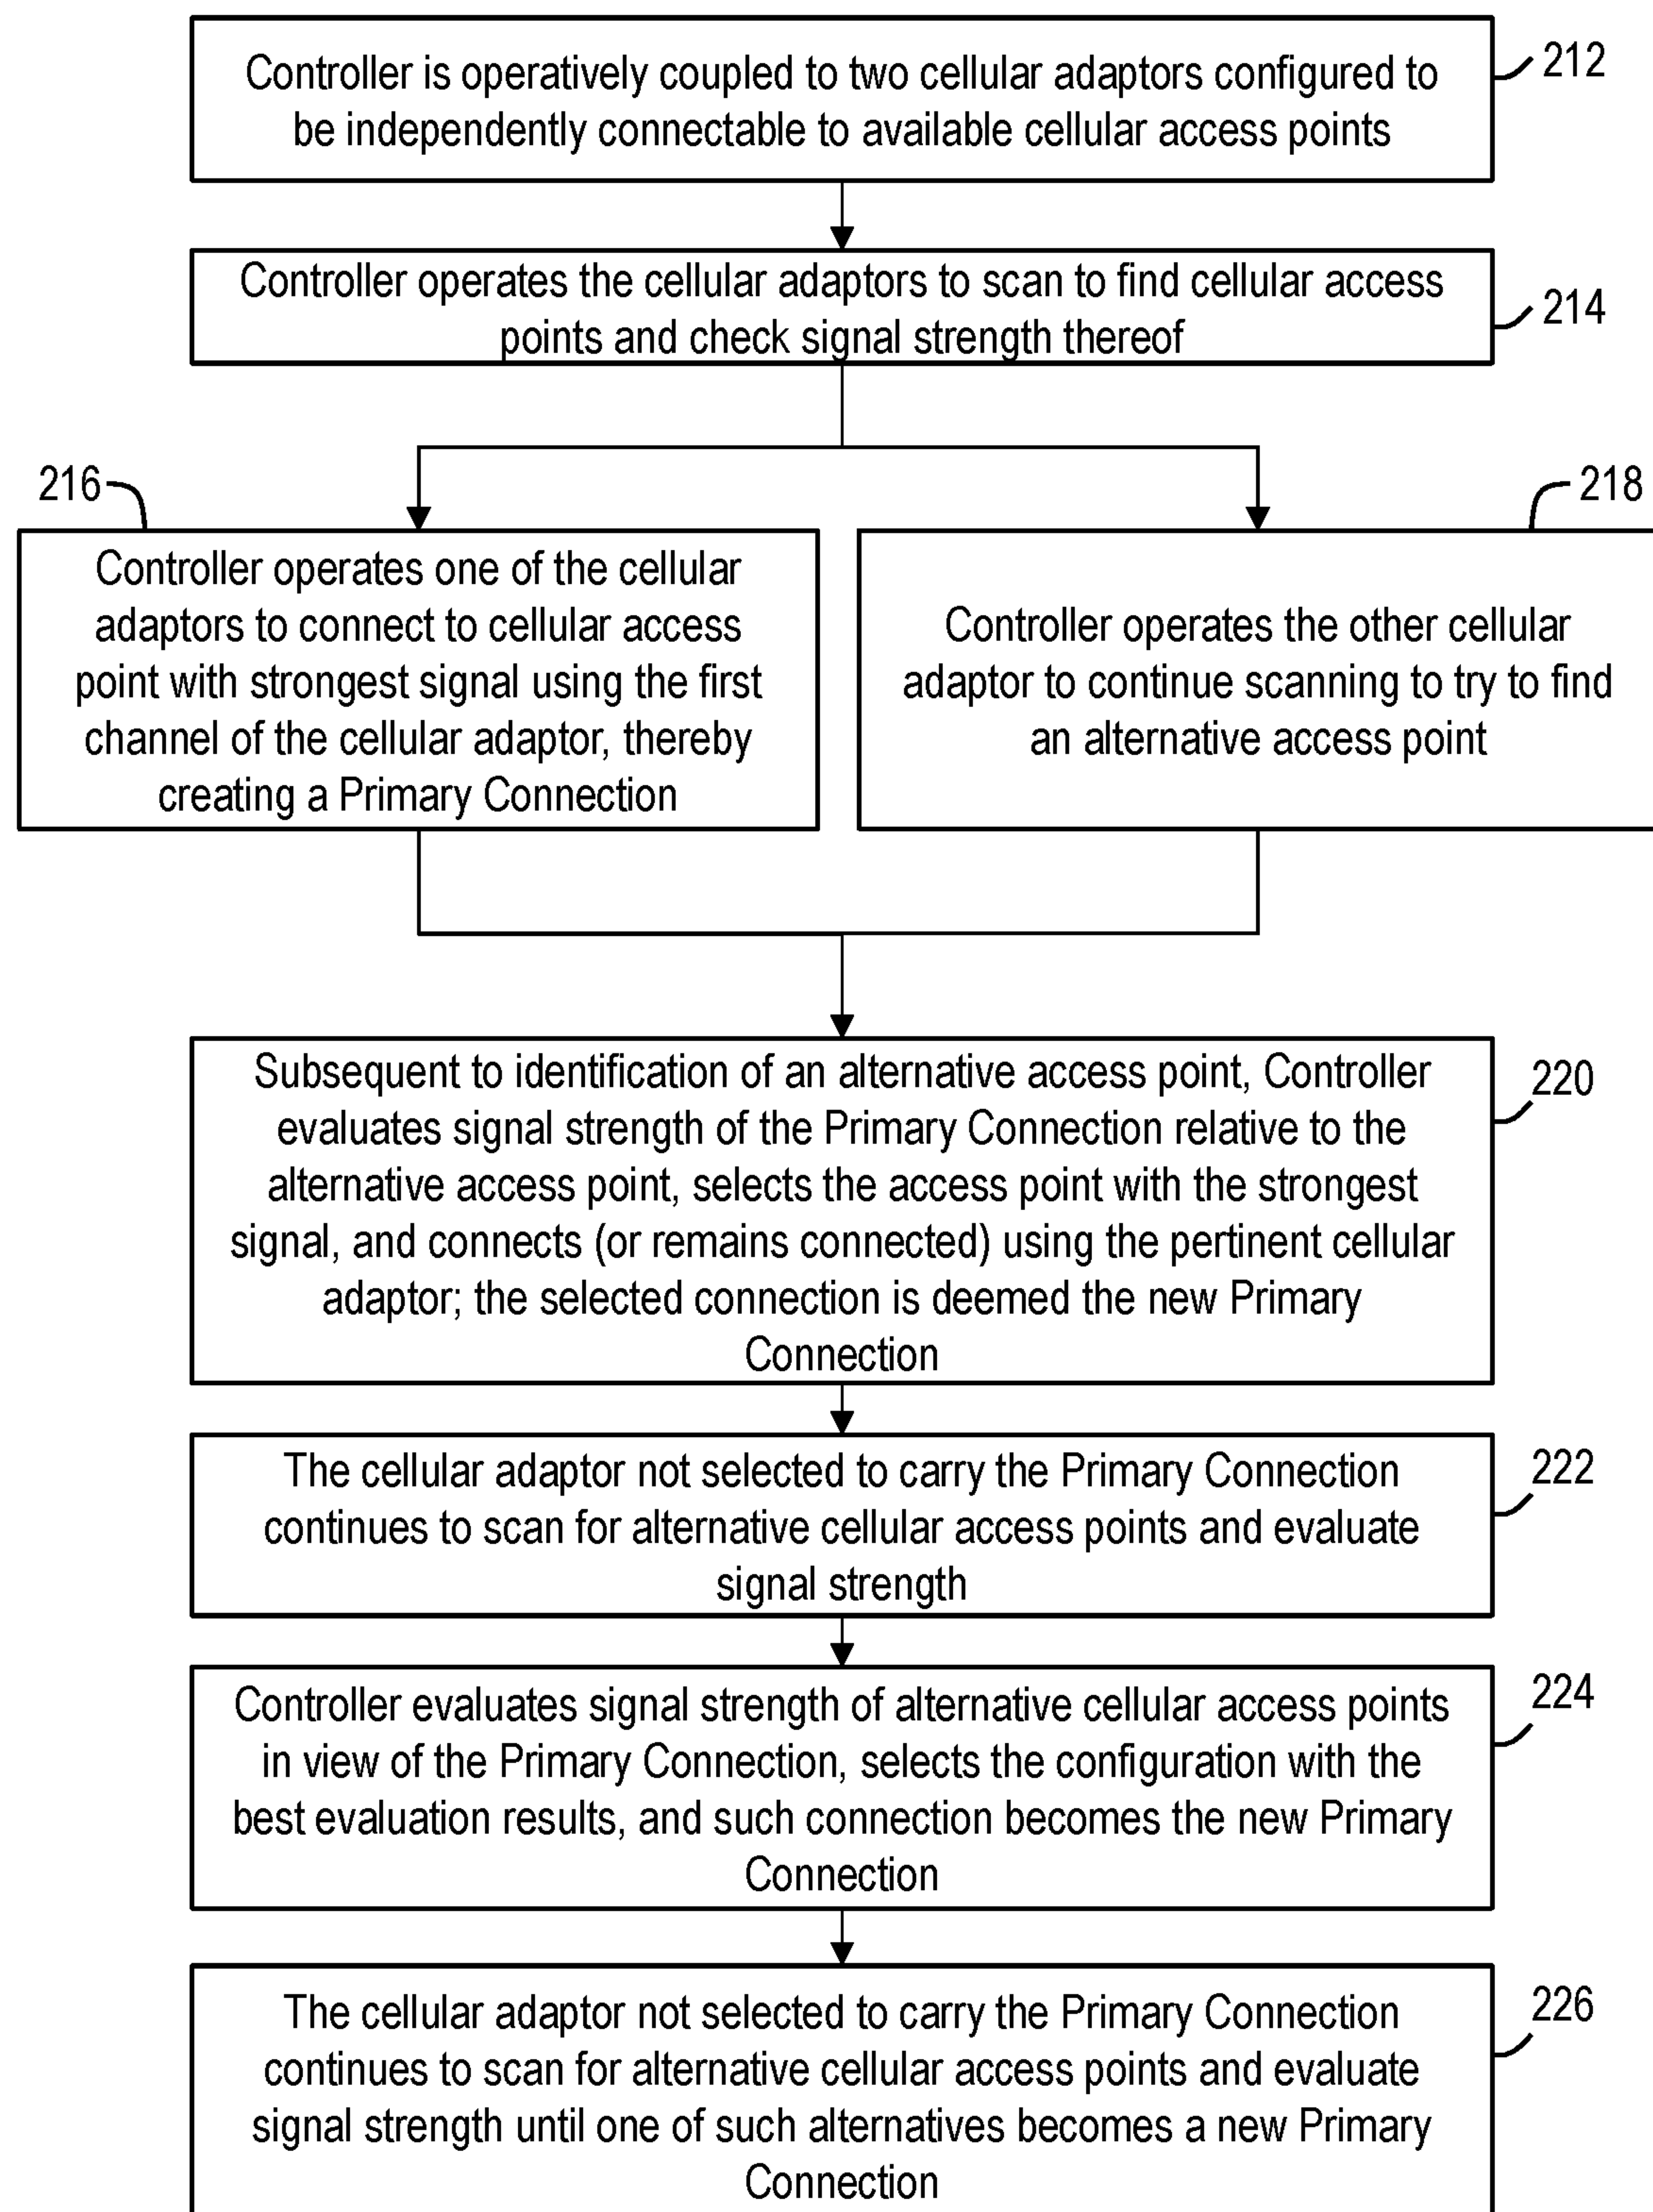 Controller is operatively coupled to two cellular adaptors configured to
be independently connectable to available cellular access points
212
Controller operates the cellular adaptors to scan to find cellular access
points and check signal strength thereof
214
216
218
Controller operates one of the cellular
adaptors to connect to cellular access
point with strongest signal using the first
channel of the cellular adaptor, thereby
creating a Primary Connection
Controller operates the other cellular
adaptor to continue scanning to try to find
an alternative access point
Subsequent to identification of an alternative access point, Controller
evaluates signal strength of the Primary Connection relative to the
alternative access point, selects the access point with the strongest
signal, and connects (or remains connected) using the pertinent cellular
adaptor; the selected connection is deemed the new Primary
Connection
220
The cellular adaptor not selected to carry the Primary Connection
continues to scan for alternative cellular access points and evaluate
signal strength
222
Controller evaluates signal strength of alternative cellular access points
in view of the Primary Connection, selects the configuration with the
best evaluation results, and such connection becomes the new Primary
Connection
224
The cellular adaptor not selected to carry the Primary Connection
continues to scan for alternative cellular access points and evaluate
signal strength until one of such alternatives becomes a new Primary
Connection
226